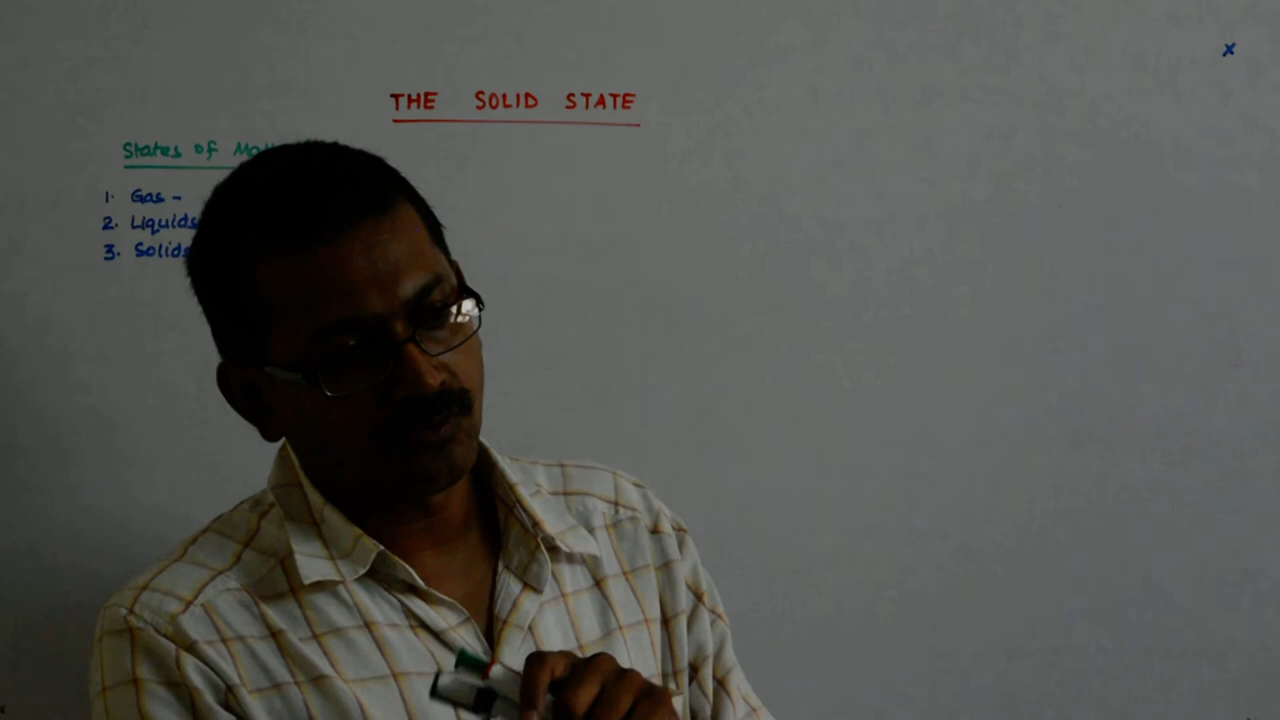 x
THE SOLID STATE
States of
1. Gas -
2. Liquids
3. Solids